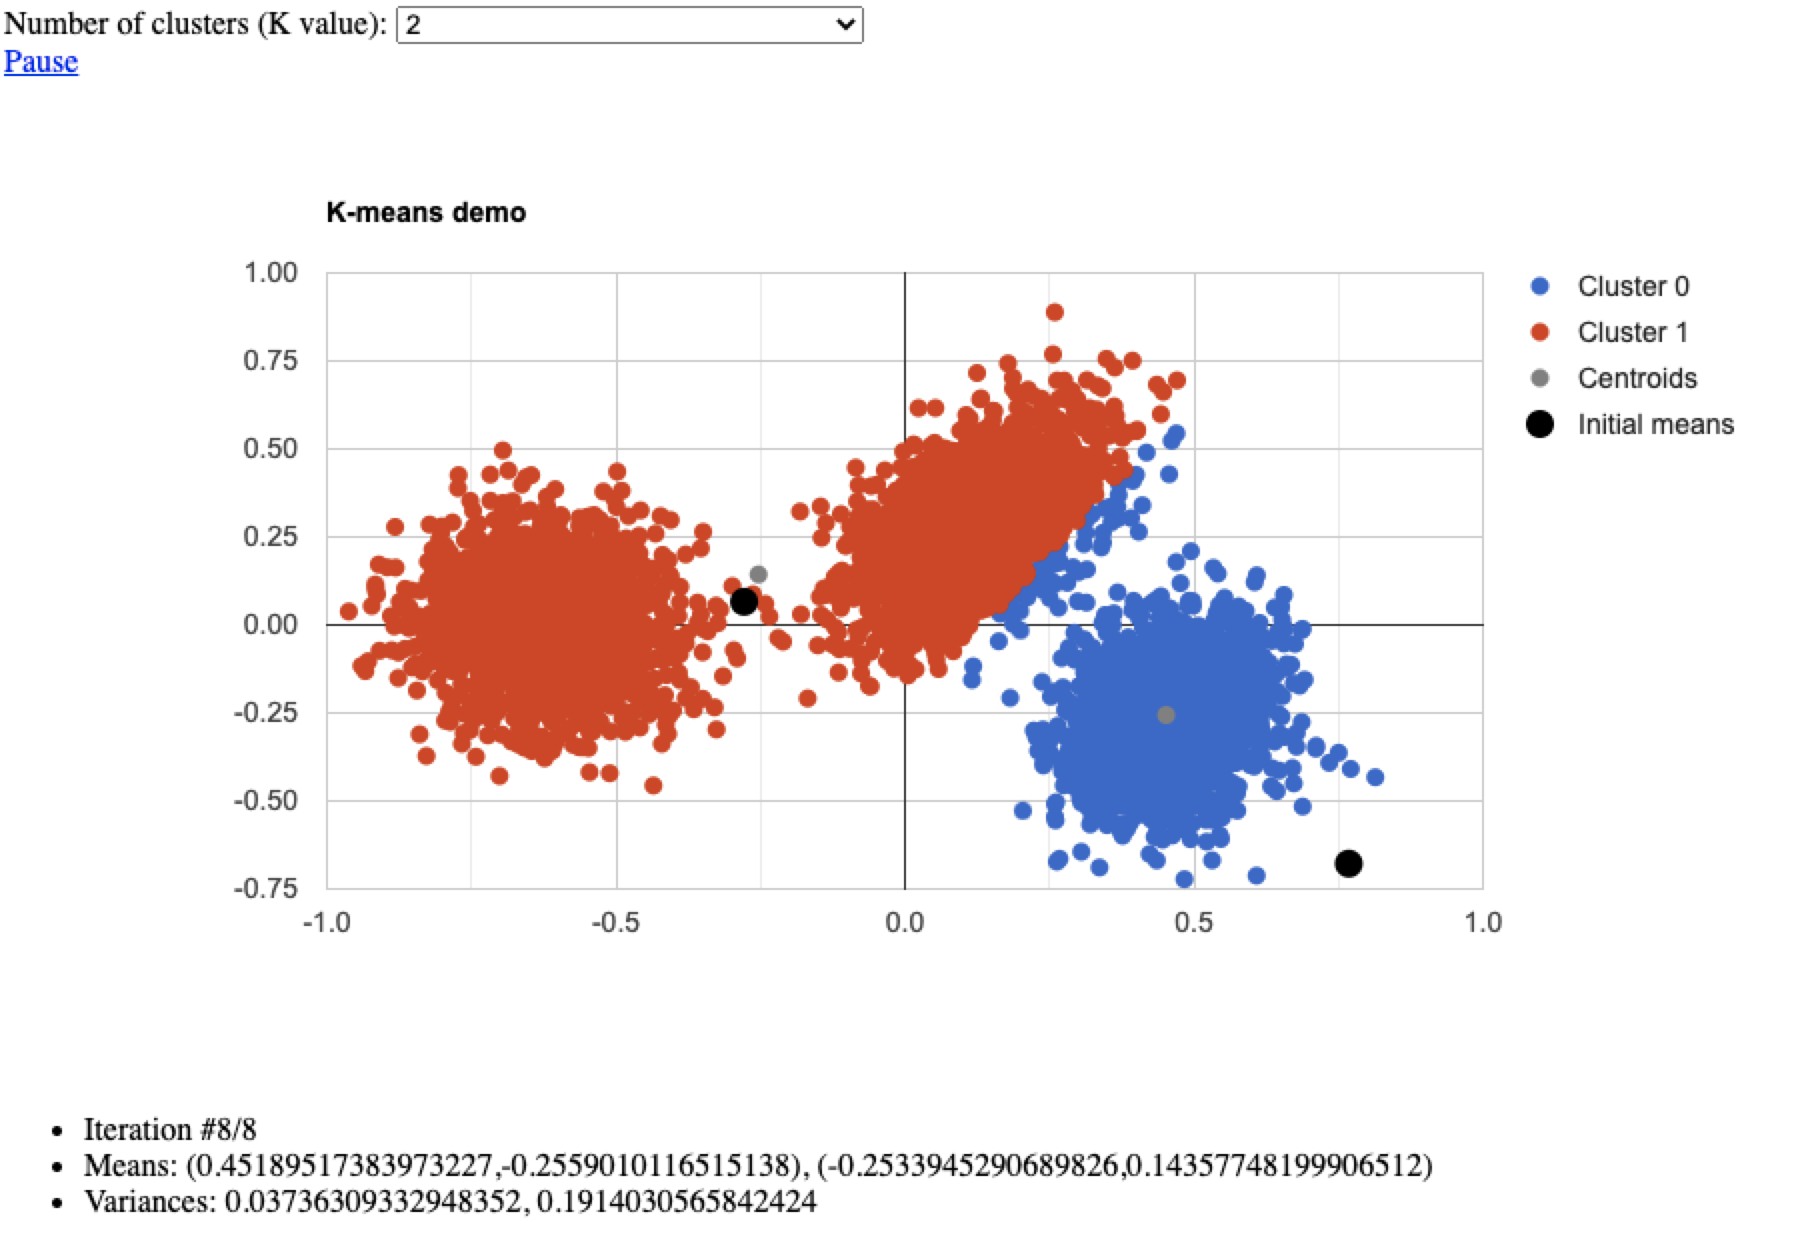 Number of clusters (K value): 2
Pause
K-means demo
1.00
0.75
0.50
0.25
0.00
-0.25
-0.50
-0.75
-1.0 -0.5 0.0 0.5 1.0
Cluster 0
Cluster 1
Centroids
Initial means
• Iteration #8/8
• Means: (0.45189517383973227,-0.2559010116515138), (-0.2533945290689826,0.14357748199906512)
• Variances: 0.03736309332948352, 0.1914030565842424